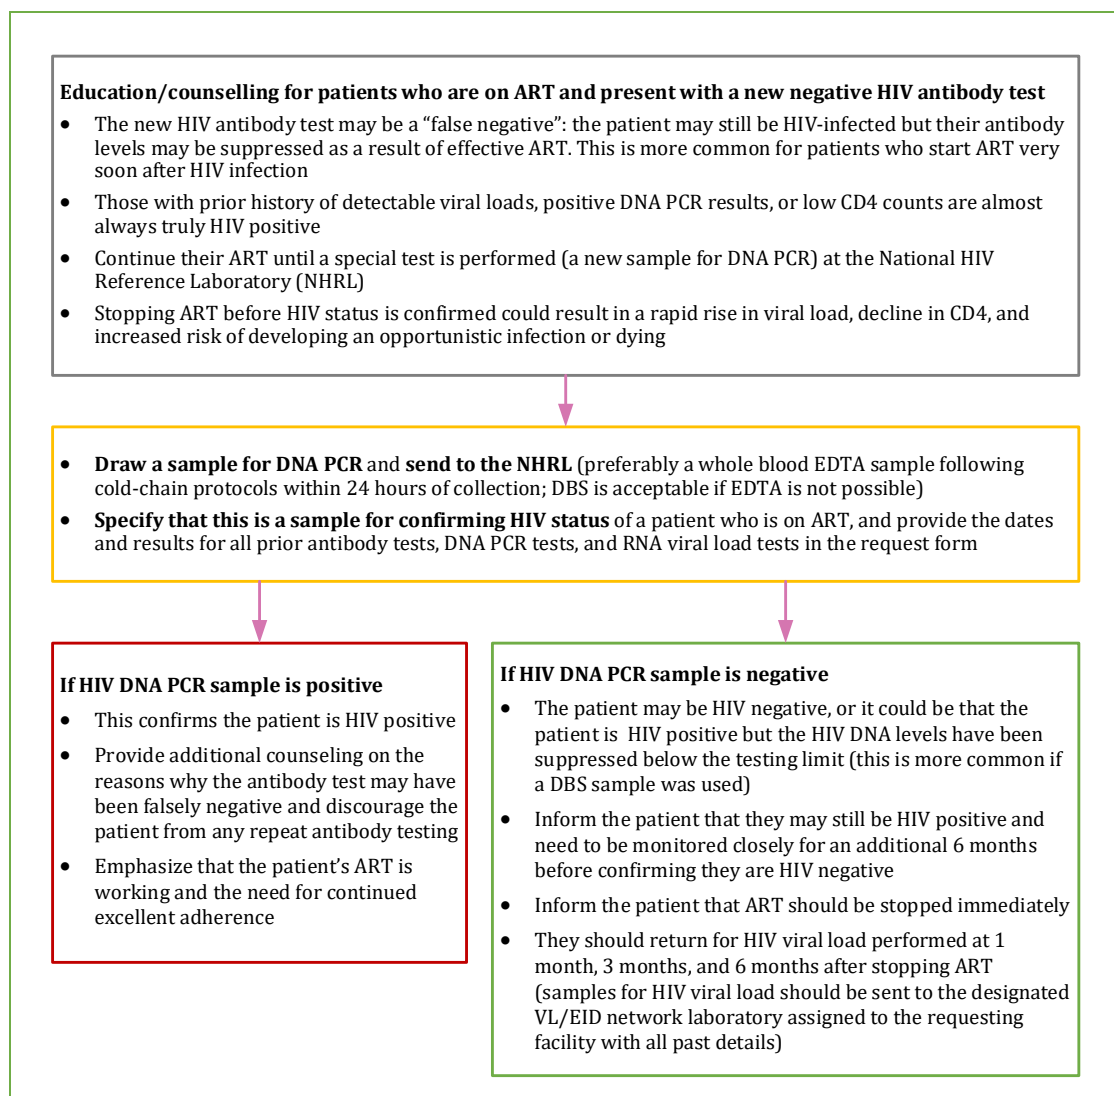 Education/counselling for patients who are on ART and present with a new negative HIV antibody test
• The new HIV antibody test may be a “false negative”: the patient may still be HIV-infected but their antibody
levels may be suppressed as a result of effective ART. This is more common for patients who start ART very
soon after HIV infection
• Those with prior history of detectable viral loads, positive DNA PCR results, or low CD4 counts are almost
always truly HIV positive
• Continue their ART until a special test is performed (a new sample for DNA PCR) at the National HIV
Reference Laboratory (NHRL)
• Stopping ART before HIV status is confirmed could result in a rapid rise in viral load, decline in CD4, and
increased risk of developing an opportunistic infection or dying
• Draw a sample for DNA PCR and send to the NHRL (preferably a whole blood EDTA sample following
cold-chain protocols within 24 hours of collection; DBS is acceptable if EDTA is not possible)
• Specify that this is a sample for confirming HIV status of a patient who is on ART, and provide the dates
and results for all prior antibody tests, DNA PCR tests, and RNA viral load tests in the request form
If HIV DNA PCR sample is positive
• This confirms the patient is HIV positive
• Provide additional counseling on the
reasons why the antibody test may have
been falsely negative and discourage the
patient from any repeat antibody testing
• Emphasize that the patient’s ART is
working and the need for continued
excellent adherence
If HIV DNA PCR sample is negative
• The patient may be HIV negative, or it could be that the
patient is HIV positive but the HIV DNA levels have been
suppressed below the testing limit (this is more common if
a DBS sample was used)
• Inform the patient that they may still be HIV positive and
need to be monitored closely for an additional 6 months
before confirming they are HIV negative
• Inform the patient that ART should be stopped immediately
• They should return for HIV viral load performed at 1
month, 3 months, and 6 months after stopping ART
(samples for HIV viral load should be sent to the designated
VL/EID network laboratory assigned to the requesting
facility with all past details)